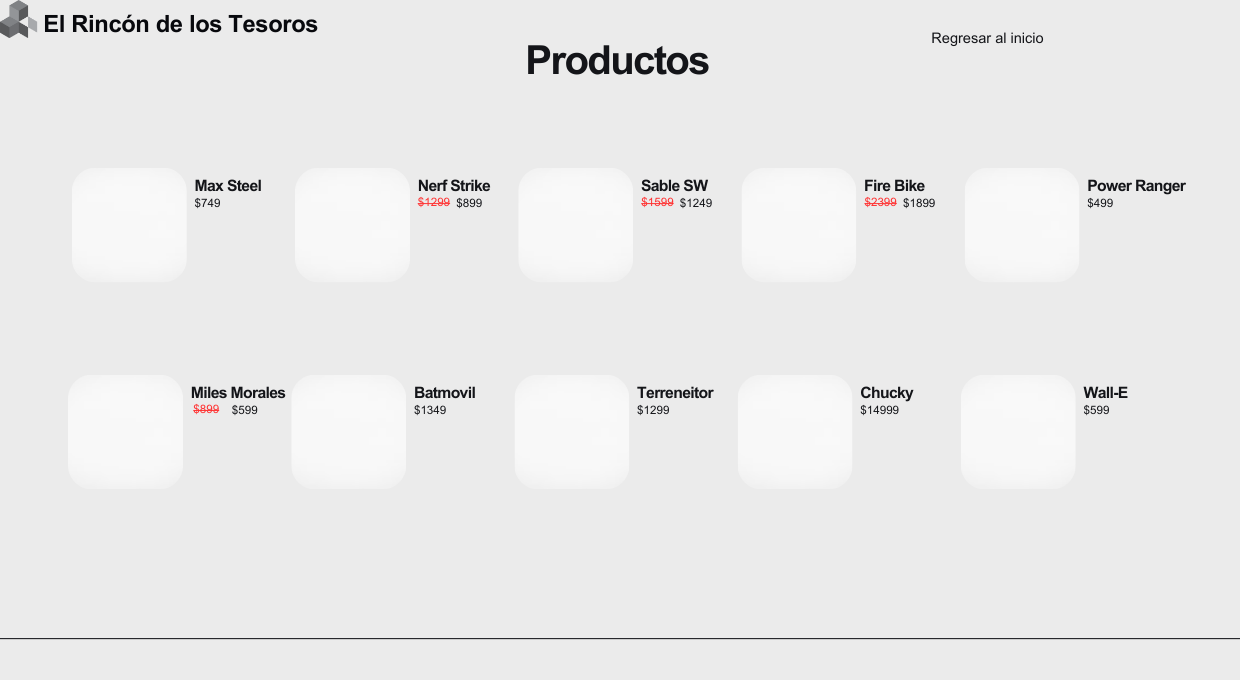 El Rincón de los Tesoros
Regresar al inicio
Productos
Max Steel
$749
Nerf Strike
$1299 $899
Sable SW
$1599 $1249
Fire Bike
$2399 $1899
Power Ranger
$499
Miles Morales
$899 $599
Batmovil
$1349
Terreneitor
$1299
Chucky
$14999
Wall-E
$599